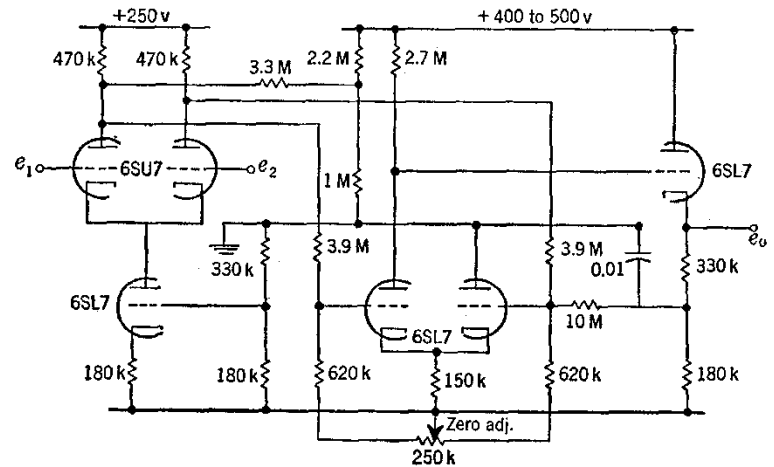 +250 v
+ 400 to 500 v
470 k
470 k
2.2 M
2.7 M
3.3 M
e1
6SU7
e2
6SL7
1 M
eo
3.9 M
3.9 M
0.01
330 k
330 k
6SL7
6SL7
10 M
180 k
180 k
620 k
150 k
620 k
180 k
Zero adj.
250 k